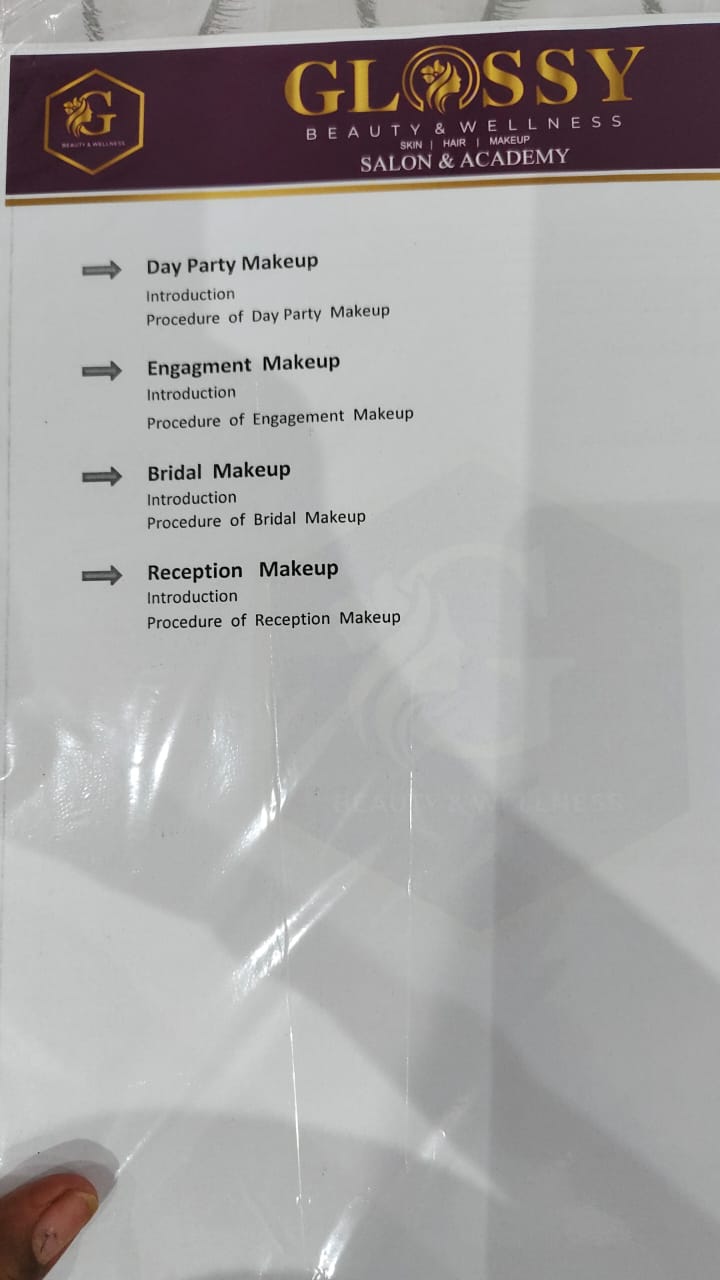 G
BEAUTY & WELLNESS
GLOSSY
BEAUTY & WELLNESS
SKIN | HAIR | MAKEUP
SALON & ACADEMY
Day Party Makeup
Introduction
Procedure of Day Party Makeup
Engagment Makeup
Introduction
Procedure of Engagement Makeup
Bridal Makeup
Introduction
Procedure of Bridal Makeup
Reception Makeup
Introduction
Procedure of Reception Makeup
G
BEAUTY & WELLNESS